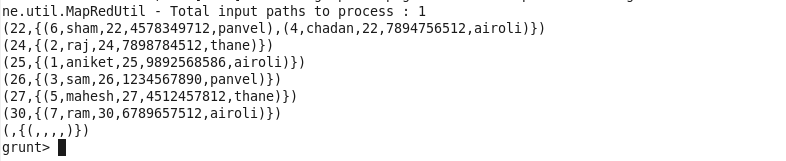 ne.util.MapRedUtil - Total input paths to process : 1
(22,{(6,sham,22,4578349712,panvel),(4,chadan,22,7894756512,airoli)})
(24,{(2,raj,24,7898784512,thane)})
(25,{(1,aniket,25,9892568586,airoli)})
(26,{(3,sam,26,1234567890,panvel)})
(27,{(5,mahesh,27,4512457812,thane)})
(30,{(7,ram,30,6789657512,airoli)})
(,{(,,,,)})
grunt>